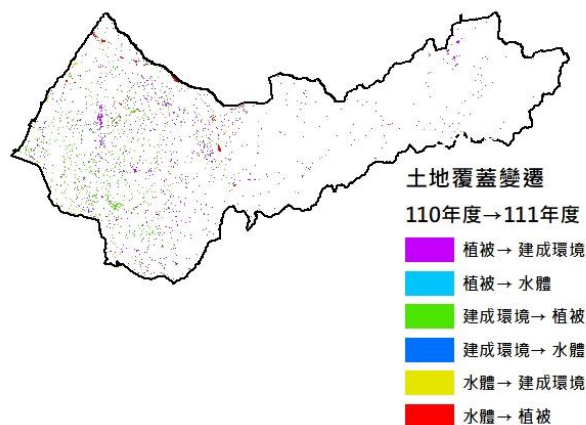 土地覆蓋變遷
110年度→111年度
植被→建成環境
植被→水體
建成環境→植被
建成環境→水體
水體→建成環境
水體→植被